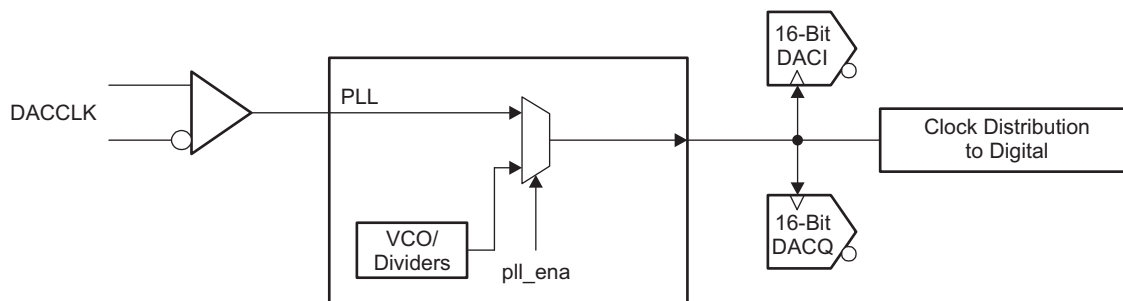 16-Bit
DACI
PLL
DACCLK
Clock Distribution
to Digital
VCO/
Dividers
pll_ena
16-Bit
DACQ